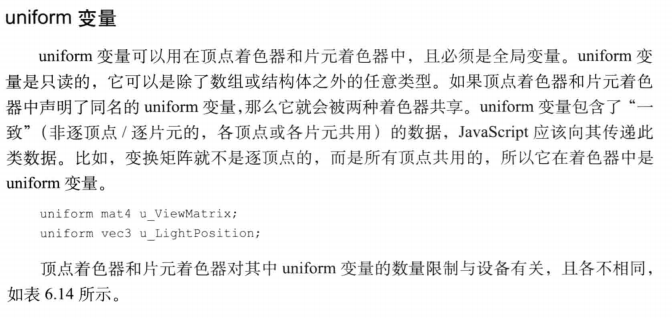 uniform 变量
uniform 变量可以用在顶点着色器和片元着色器中，且必须是全局变量。uniform 变
量是只读的，它可以是除了数组或结构体之外的任意类型。如果顶点着色器和片元着色
器中声明了同名的 uniform 变量，那么它就会被两种着色器共享。uniform 变量包含了“一
致”（非逐顶点 / 逐片元的，各顶点或各片元共用）的数据，JavaScript 应该向其传递此
类数据。比如，变换矩阵就不是逐顶点的，而是所有顶点共用的，所以它在着色器中是
uniform 变量。
uniform mat4 u_ViewMatrix;
uniform vec3 u_LightPosition;
顶点着色器和片元着色器对其中 uniform 变量的数量限制与设备有关，且各不相同，
如表 6.14 所示。